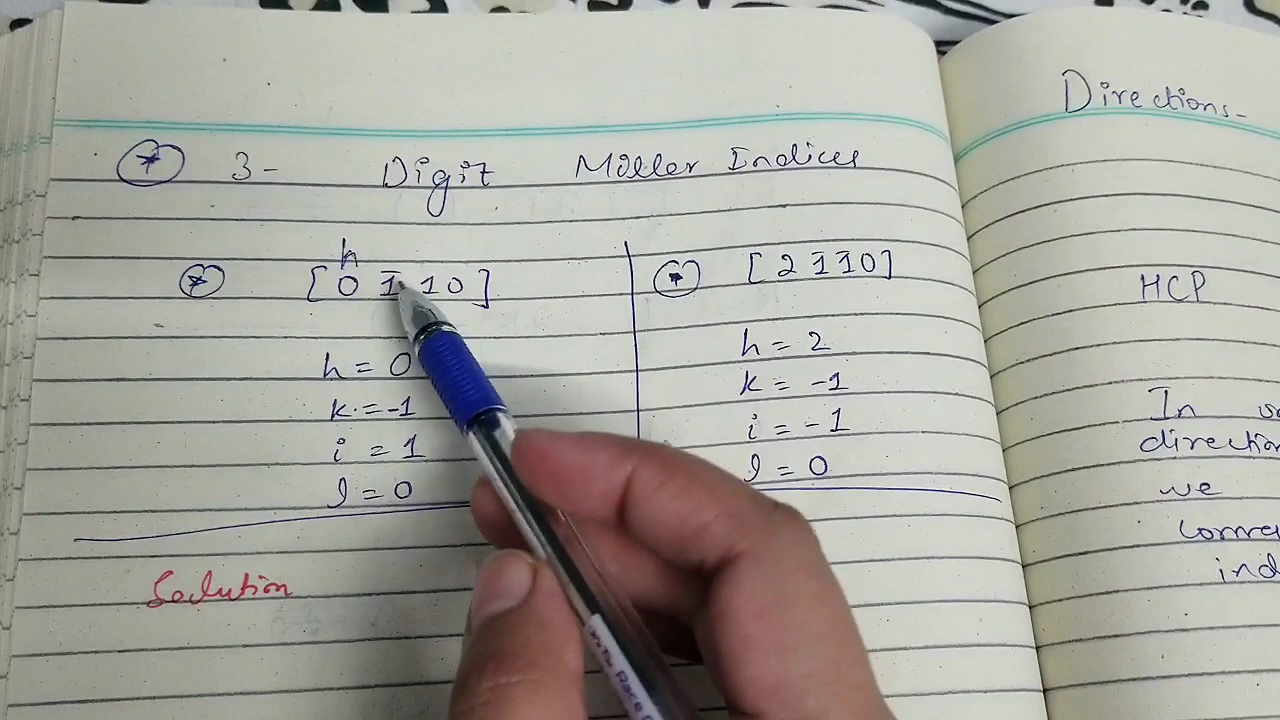 * 3- Digit Miller Indices
h
* [0 1̅ 1 0]
h = 0
k = -1
i = 1
l = 0
* [2 1̅ 1̅ 0]
h = 2
k = -1
i = -1
l = 0
Solution
Directions-
HCP
In
direction
we
ind